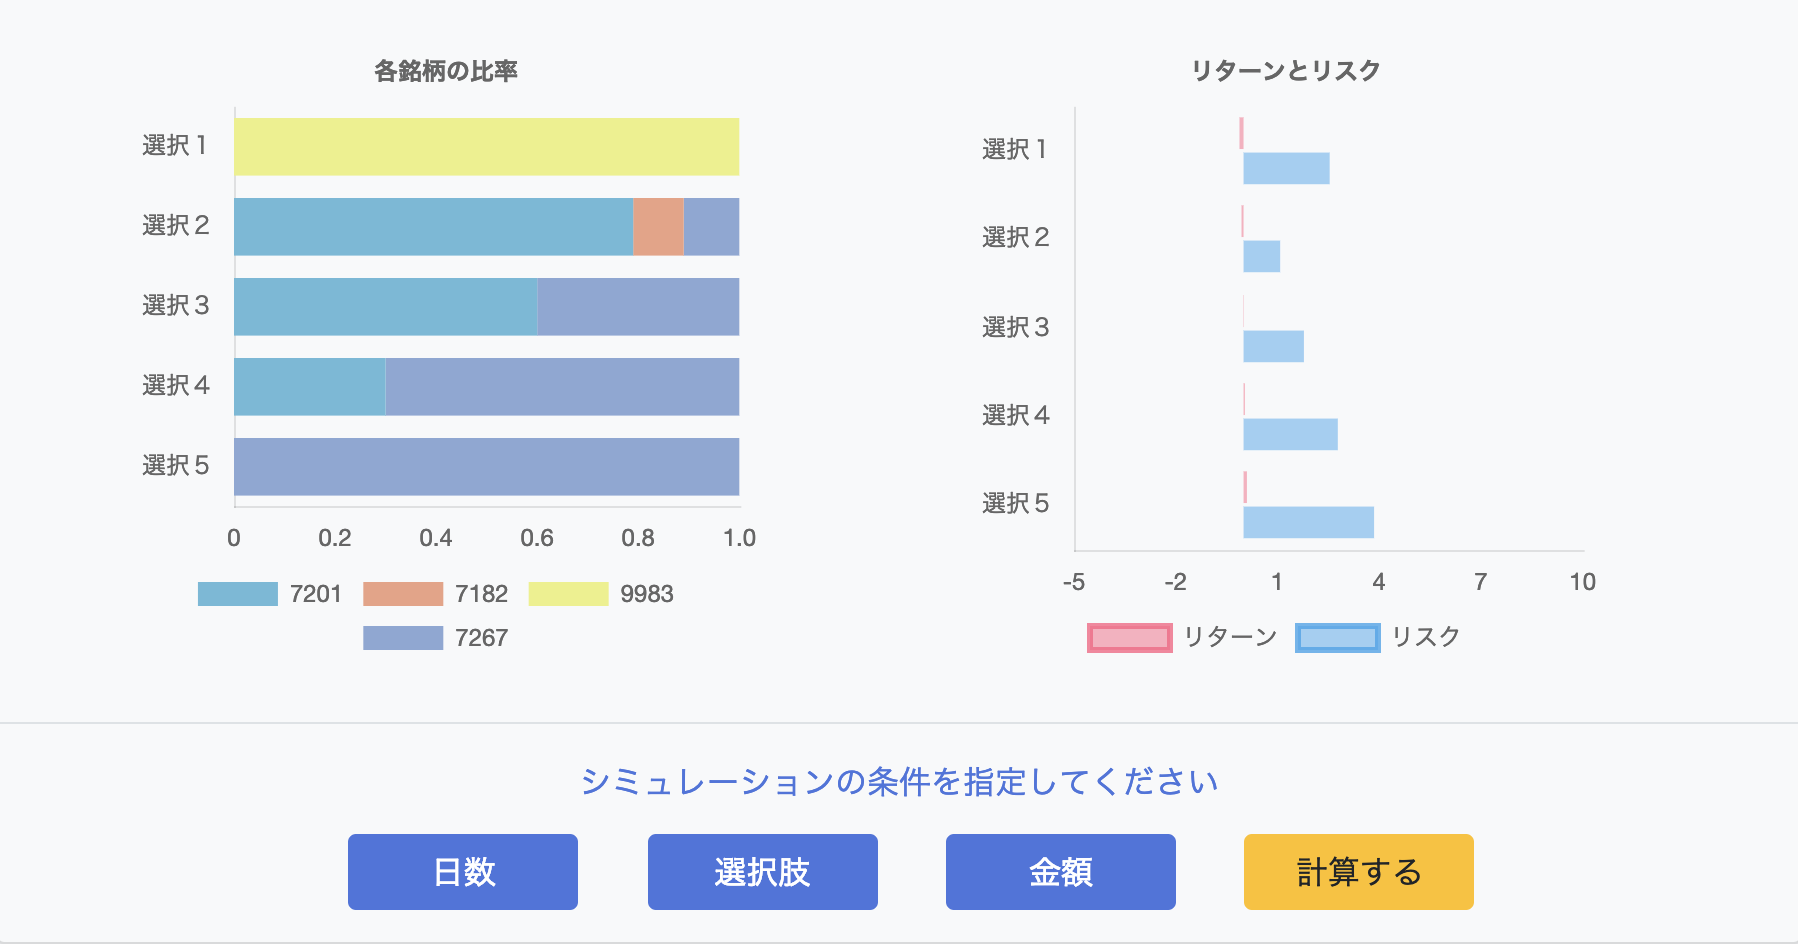 各銘柄の比率
選択1
選択2
選択3
選択4
選択5
0 0.2 0.4 0.6 0.8 1.0
7201 7182 9983
7267
リターンとリスク
選択1
選択2
選択3
選択4
選択5
-5 -2 1 4 7 10
リターン リスク
シミュレーションの条件を指定してください
日数 選択肢 金額 計算する